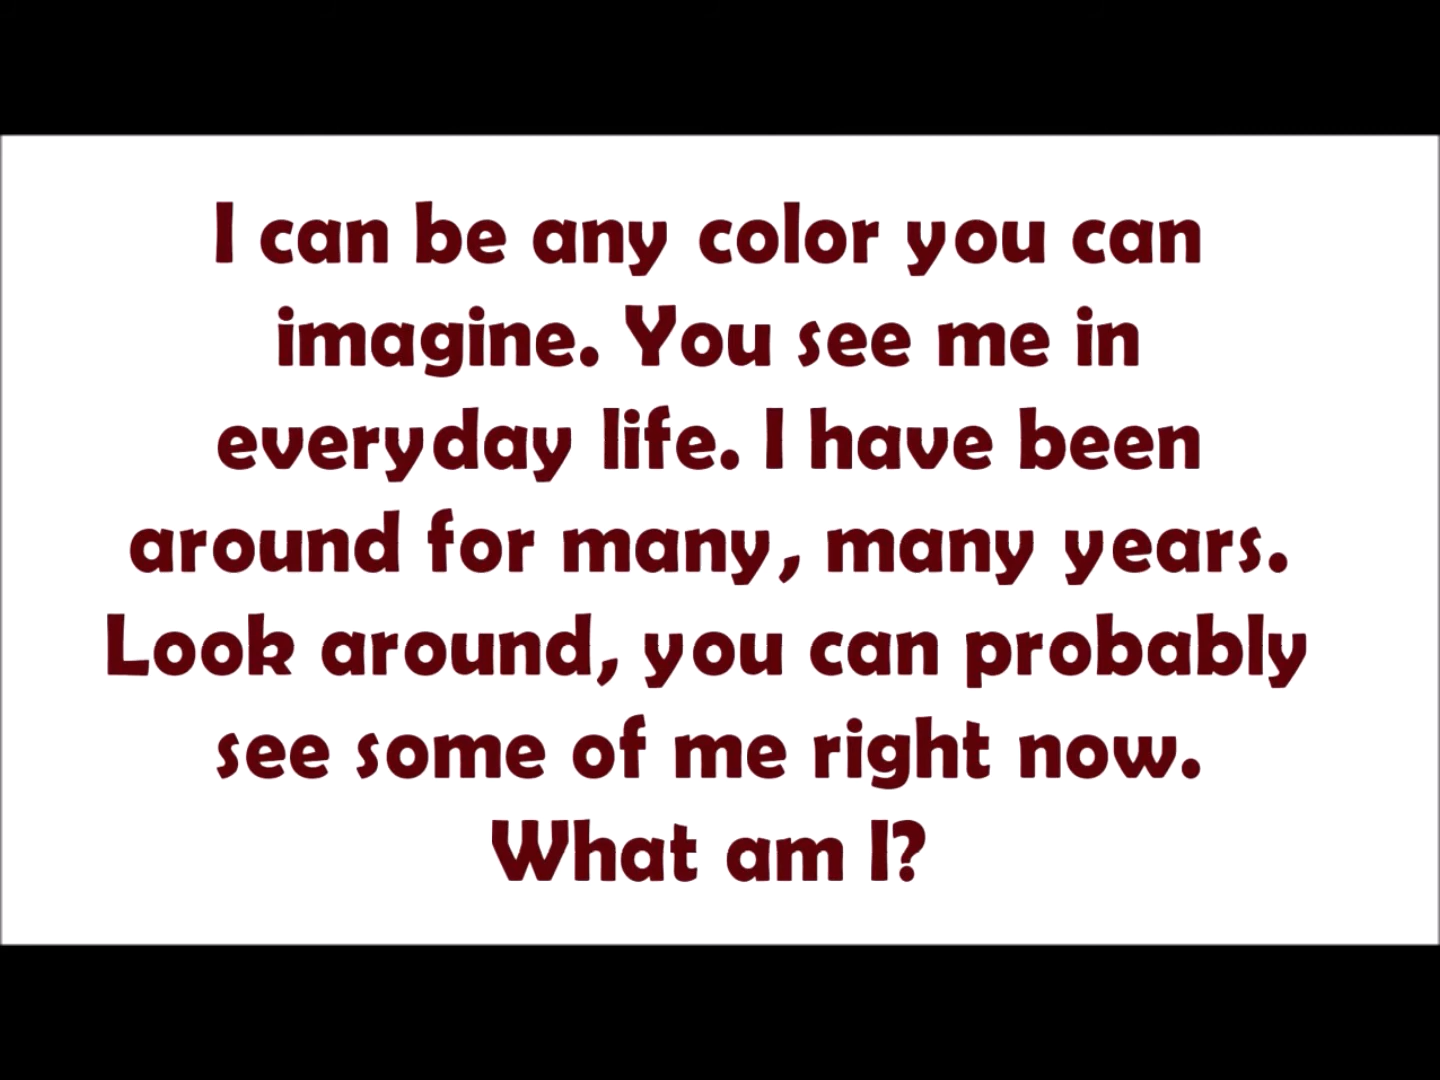 I can be any color you can
imagine. You see me in
everyday life. I have been
around for many, many years.
Look around, you can probably
see some of me right now.
What am I?